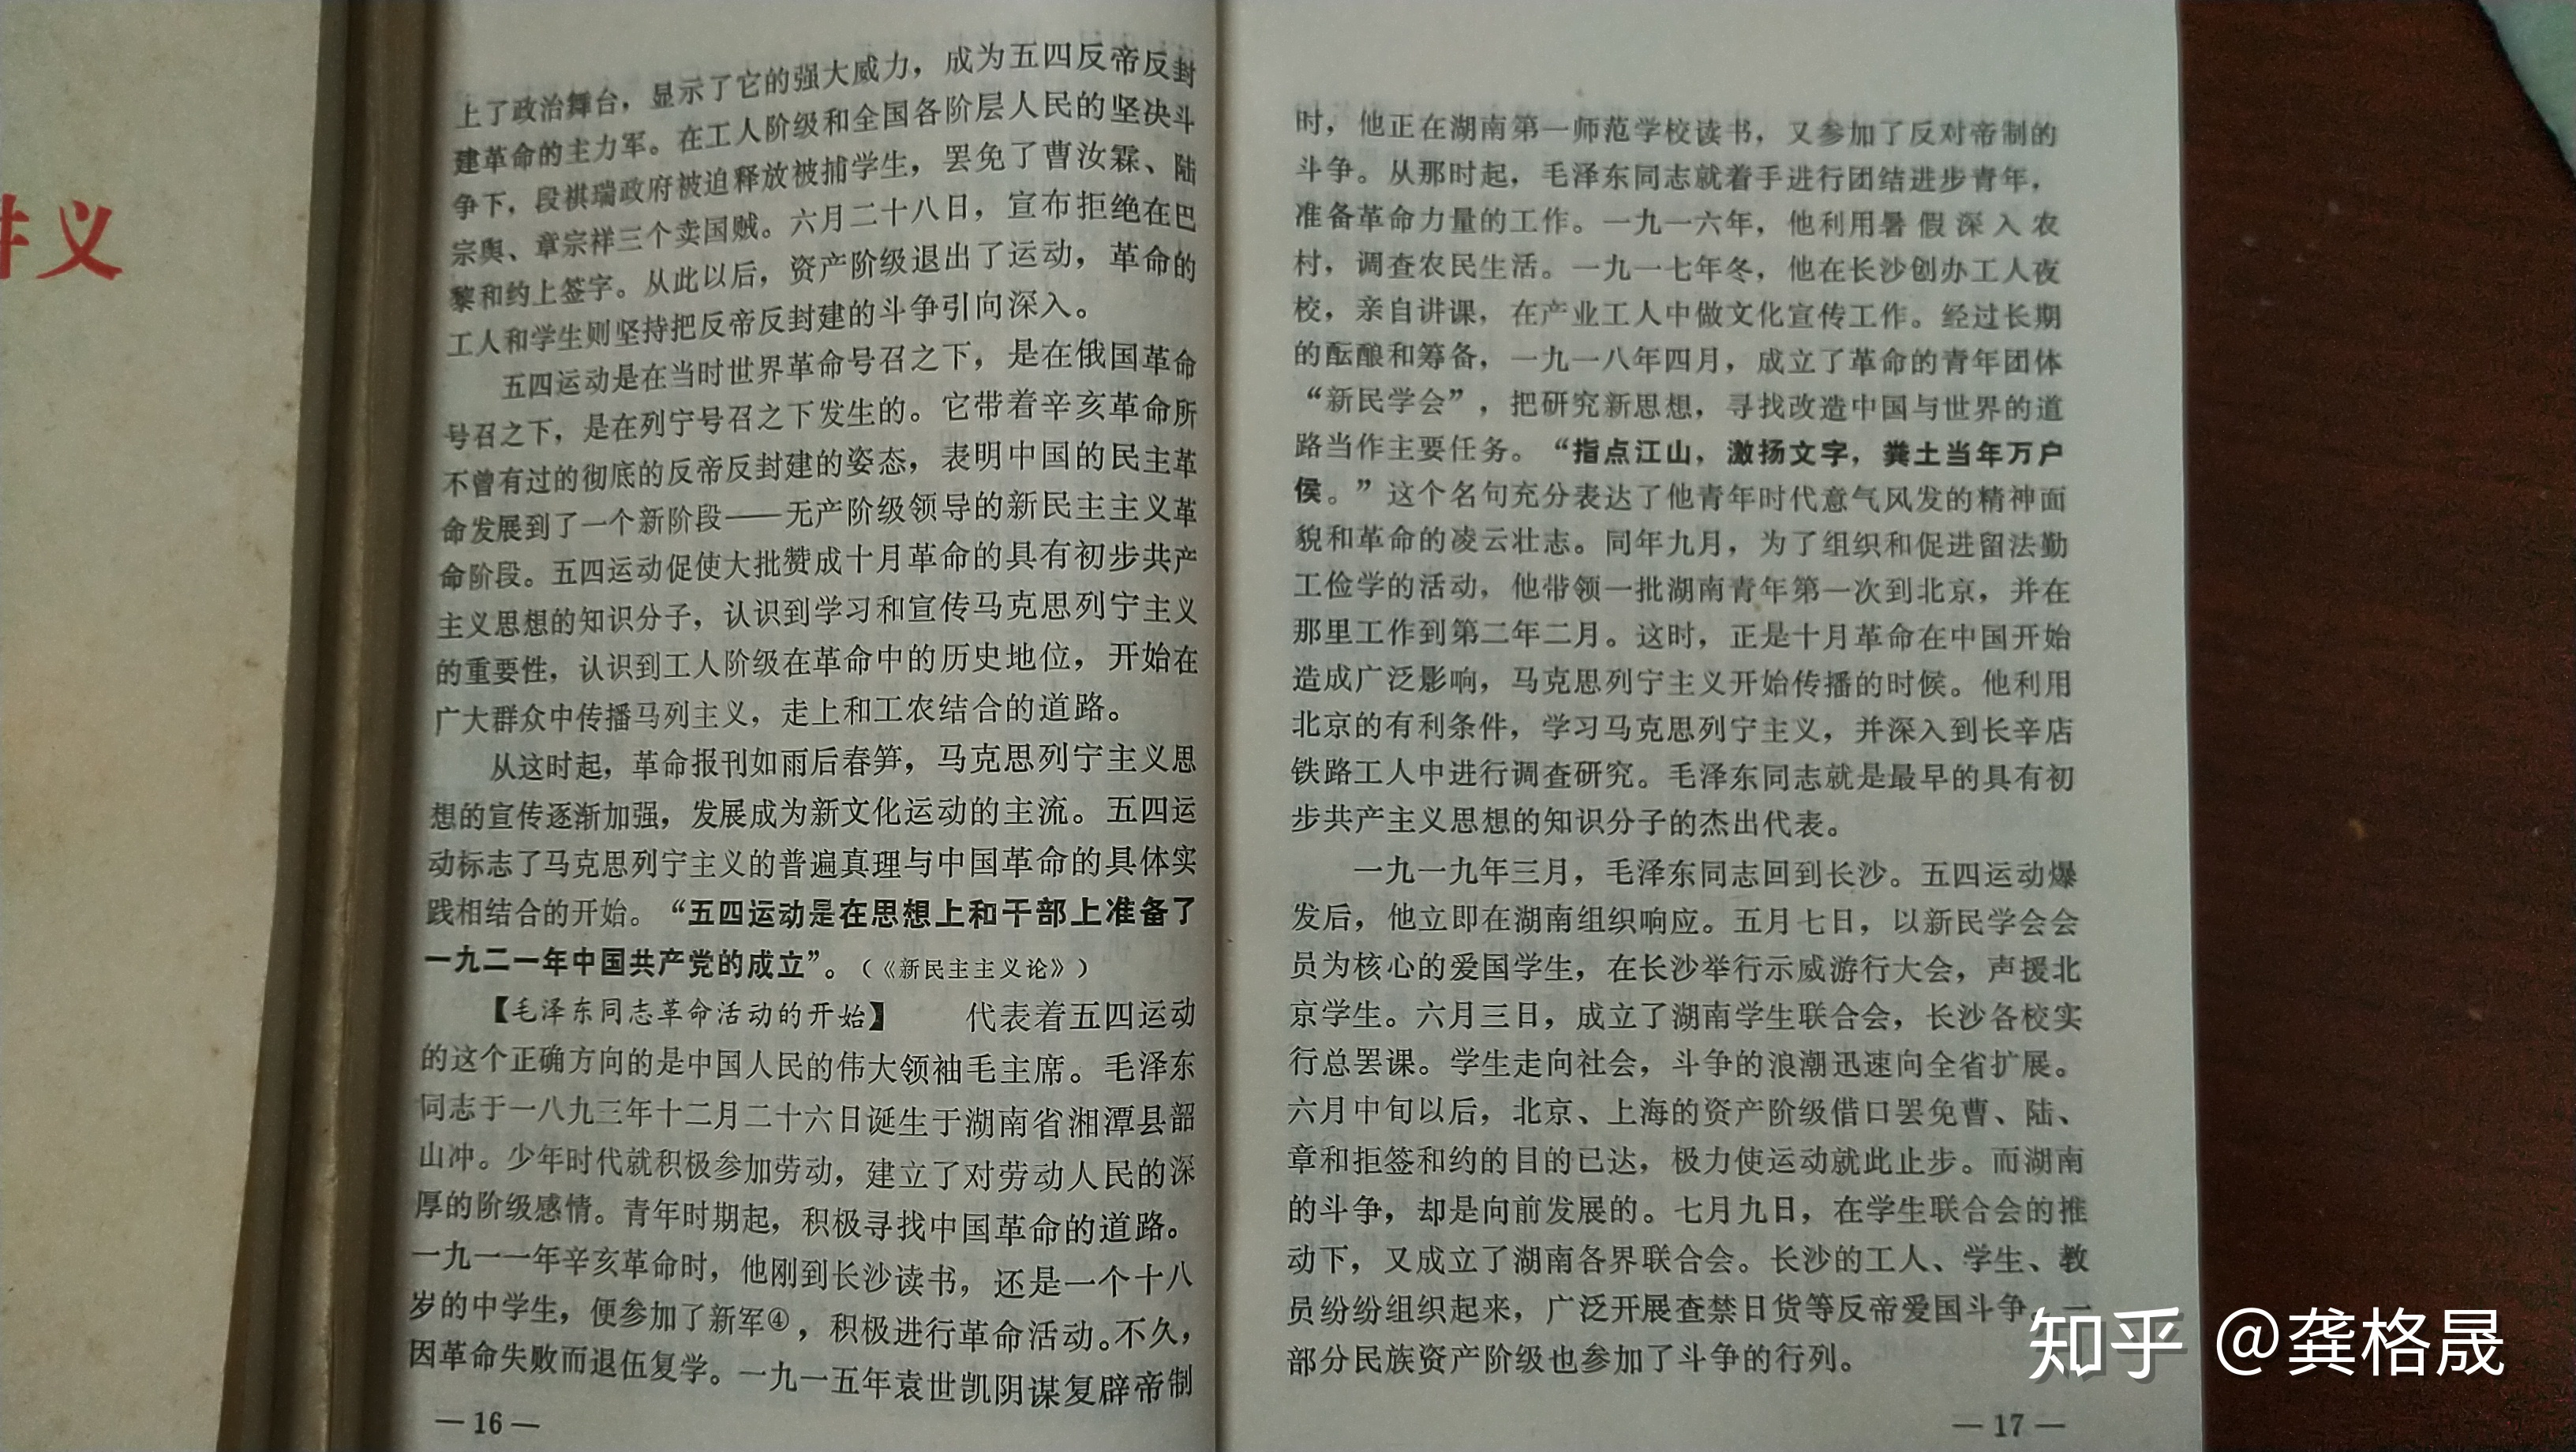 讲义
上了政治舞台，显示了它的强大威力，成为五四反帝反封
建革命的主力军。在工人阶级和全国各阶层人民的坚决斗
争下，段祺瑞政府被迫释放被捕学生，罢免了曹汝霖、陆
宗舆、章宗祥三个卖国贼。六月二十八日，宣布拒绝在巴
黎和约上签字。从此以后，资产阶级退出了运动，革命的
工人和学生则坚持把反帝反封建的斗争引向深入。
五四运动是在当时世界革命号召之下，是在俄国革命
号召之下，是在列宁号召之下发生的。它带着辛亥革命所
不曾有过的彻底的反帝反封建的姿态，表明中国的民主革
命发展到了一个新阶段——无产阶级领导的新民主主义革
命阶段。五四运动促使大批赞成十月革命的具有初步共产
主义思想的知识分子，认识到学习和宣传马克思列宁主义
的重要性，认识到工人阶级在革命中的历史地位，开始在
广大群众中传播马列主义，走上和工农结合的道路。
从这时起，革命报刊如雨后春笋，马克思列宁主义思
想的宣传逐渐加强，发展成为新文化运动的主流。五四运
动标志了马克思列宁主义的普遍真理与中国革命的具体实
践相结合的开始。“五四运动是在思想上和干部上准备了
一九二一年中国共产党的成立”。（《新民主主义论》）
【毛泽东同志革命活动的开始】　代表着五四运动
的这个正确方向的是中国人民的伟大领袖毛主席。毛泽东
同志于一八九三年十二月二十六日诞生于湖南省湘潭县韶
山冲。少年时代就积极参加劳动，建立了对劳动人民的深
厚的阶级感情。青年时期起，积极寻找中国革命的道路。
一九一一年辛亥革命时，他刚到长沙读书，还是一个十八
岁的中学生，便参加了新军④，积极进行革命活动。不久，
因革命失败而退伍复学。一九一五年袁世凯阴谋复辟帝制
—16—
时，他正在湖南第一师范学校读书，又参加了反对帝制的
斗争。从那时起，毛泽东同志就着手进行团结进步青年，
准备革命力量的工作。一九一六年，他利用暑假深入农
村，调查农民生活。一九一七年冬，他在长沙创办工人夜
校，亲自讲课，在产业工人中做文化宣传工作。经过长期
的酝酿和筹备，一九一八年四月，成立了革命的青年团体
“新民学会”，把研究新思想，寻找改造中国与世界的道
路当作主要任务。“指点江山，激扬文字，粪土当年万户
侯。”这个名句充分表达了他青年时代意气风发的精神面
貌和革命的凌云壮志。同年九月，为了组织和促进留法勤
工俭学的活动，他带领一批湖南青年第一次到北京，并在
那里工作到第二年二月。这时，正是十月革命在中国开始
造成广泛影响，马克思列宁主义开始传播的时候。他利用
北京的有利条件，学习马克思列宁主义，并深入到长辛店
铁路工人中进行调查研究。毛泽东同志就是最早的具有初
步共产主义思想的知识分子的杰出代表。
一九一九年三月，毛泽东同志回到长沙。五四运动爆
发后，他立即在湖南组织响应。五月七日，以新民学会会
员为核心的爱国学生，在长沙举行示威游行大会，声援北
京学生。六月三日，成立了湖南学生联合会，长沙各校实
行总罢课。学生走向社会，斗争的浪潮迅速向全省扩展。
六月中旬以后，北京、上海的资产阶级借口罢免曹、陆、
章和拒签和约的目的已达，极力使运动就此止步。而湖南
的斗争，却是向前发展的。七月九日，在学生联合会的推
动下，又成立了湖南各界联合会。长沙的工人、学生、教
员纷纷组织起来，广泛开展查禁日货等反帝爱国斗争。一
部分民族资产阶级也参加了斗争的行列。
—17—
知乎 @龚格晟